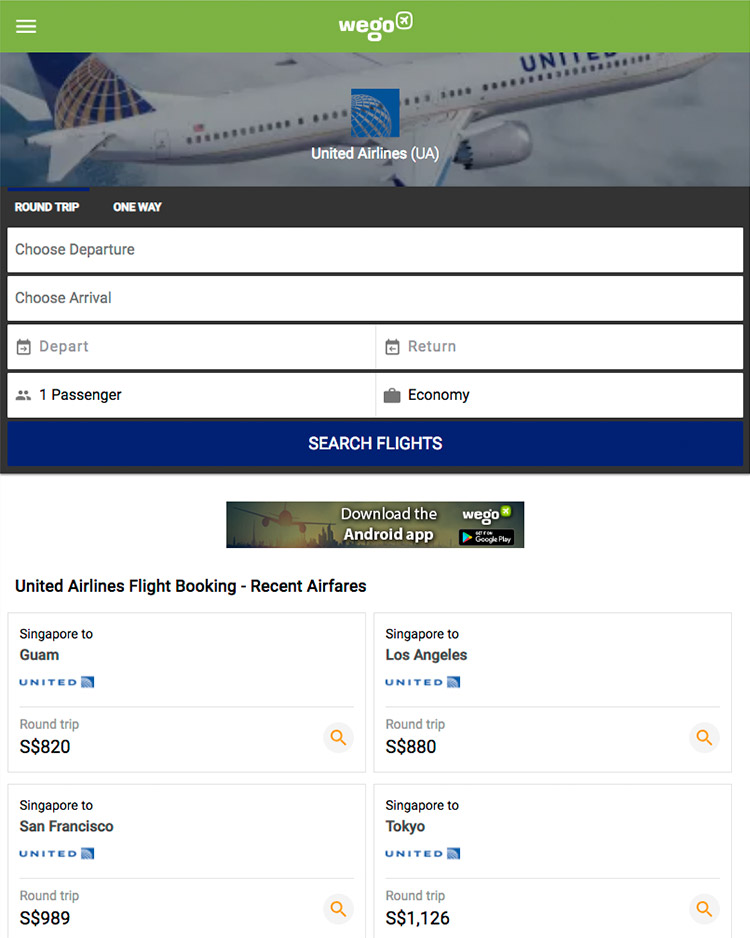 wego
UNITED
United Airlines (UA)
ROUND TRIP ONE WAY
Choose Departure
Choose Arrival
Depart Return
1 Passenger Economy
SEARCH FLIGHTS
Download the
Android app
wego
GET IT ON
Google Play
United Airlines Flight Booking - Recent Airfares
Singapore to
Guam
UNITED
Round trip
S$820
Singapore to
Los Angeles
UNITED
Round trip
S$880
Singapore to
San Francisco
UNITED
Round trip
S$989
Singapore to
Tokyo
UNITED
Round trip
S$1,126